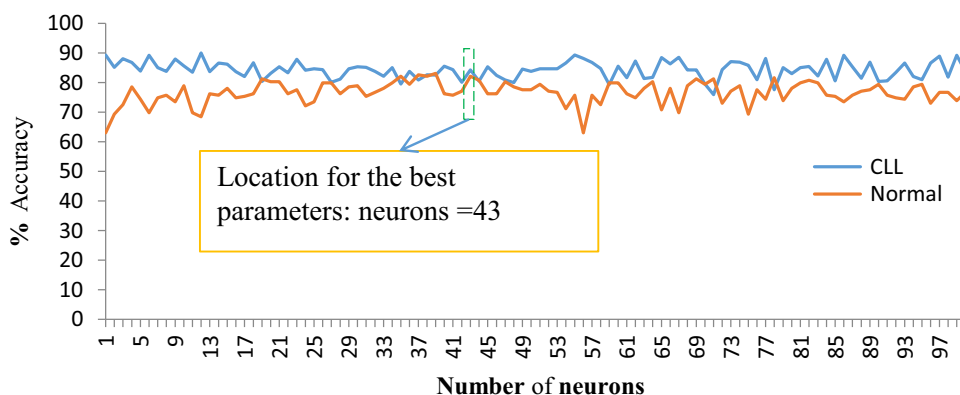 100
90
80
70
60
50
40
30
20
10
0
% Accuracy
Location for the best
parameters: neurons =43
CLL
Normal
1 5 9 13 17 21 25 29 33 37 41 45 49 53 57 61 65 69 73 77 81 85 89 93 97
Number of neurons